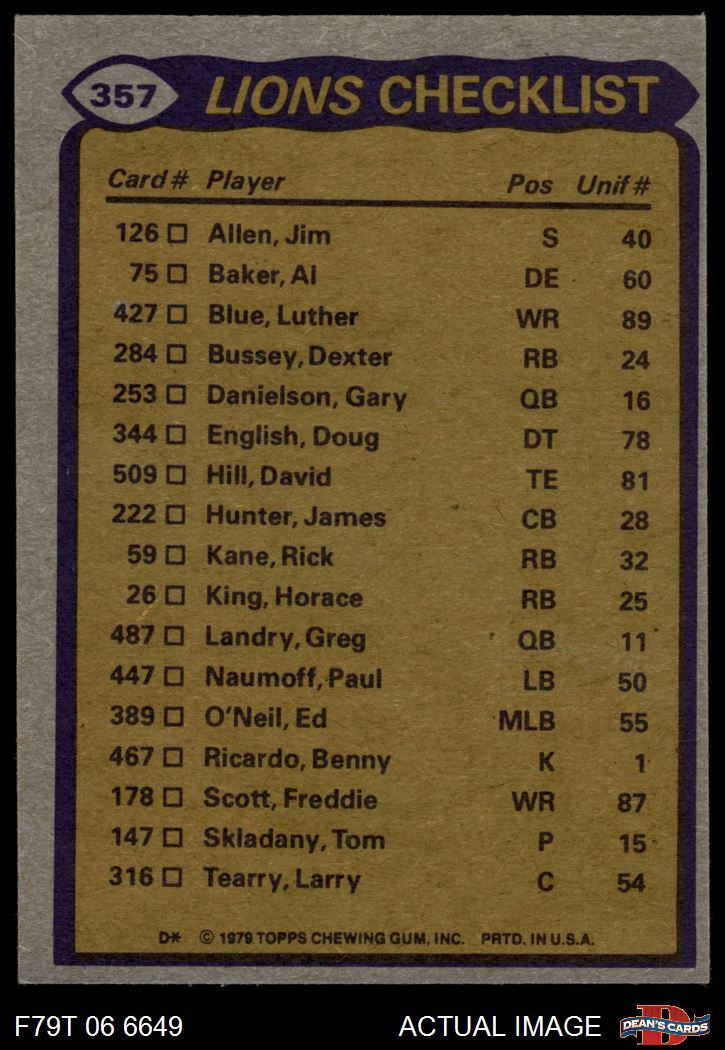 357 LIONS CHECKLIST
Card # Player Pos Unif #
126 Allen, Jim S 40
75 Baker, Al DE 60
427 Blue, Luther WR 89
284 Bussey, Dexter RB 24
253 Danielson, Gary QB 16
344 English, Doug DT 78
509 Hill, David TE 81
222 Hunter, James CB 28
59 Kane, Rick RB 32
26 King, Horace RB 25
487 Landry, Greg QB 11
447 Naumoff, Paul LB 50
389 O'Neil, Ed MLB 55
467 Ricardo, Benny K 1
178 Scott, Freddie WR 87
147 Skladany, Tom P 15
316 Tearry, Larry C 54
D* © 1979 TOPPS CHEWING GUM, INC. PRTD. IN U.S.A.
F79T 06 6649 ACTUAL IMAGE D DEAN'S CARDS